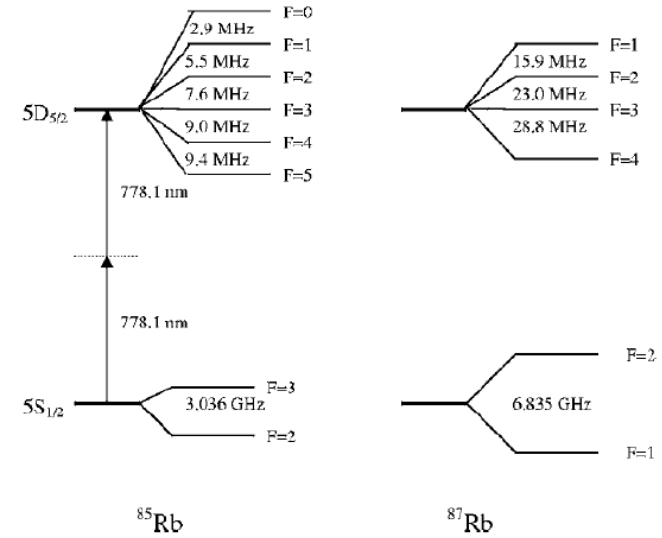 F=0
2.9 MHz
F=1
5.5 MHz
F=2
7.6 MHz
5D5/2
F=3
9.0 MHz
F=4
9.4 MHz
F=5
778.1 nm
778.1 nm
5S1/2
F=3
3.036 GHz
F=2
85Rb
F=1
15.9 MHz
F=2
23.0 MHz
F=3
28.8 MHz
F=4
F=2
6.835 GHz
F=1
87Rb